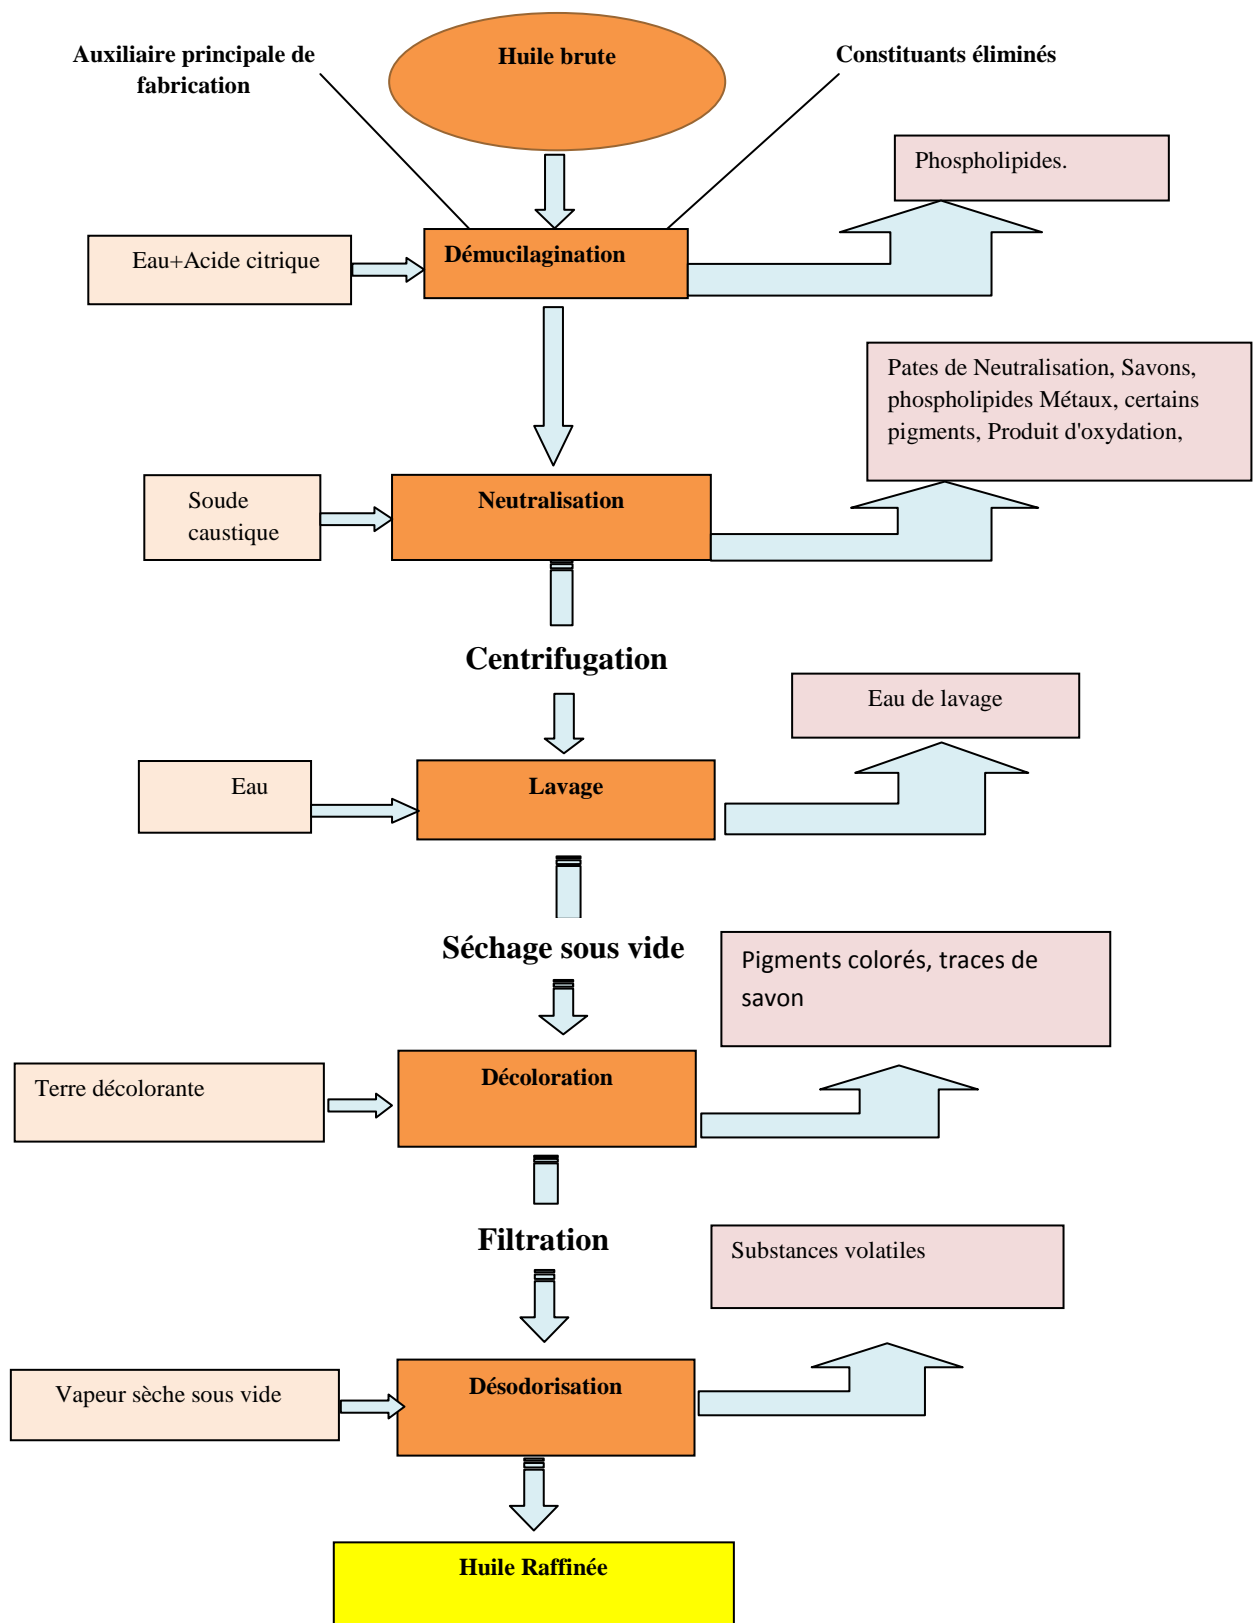 Auxiliaire principale de
fabrication
Huile brute
Constituants éliminés
Phospholipides.
Eau+Acide citrique
Démucilagination
Pates de Neutralisation, Savons,
phospholipides Métaux, certains
pigments, Produit d'oxydation,
Soude
caustique
Neutralisation
Centrifugation
Eau de lavage
Eau
Lavage
Séchage sous vide
Pigments colorés, traces de
savon
Terre décolorante
Décoloration
Filtration
Substances volatiles
Vapeur sèche sous vide
Désodorisation
Huile Raffinée